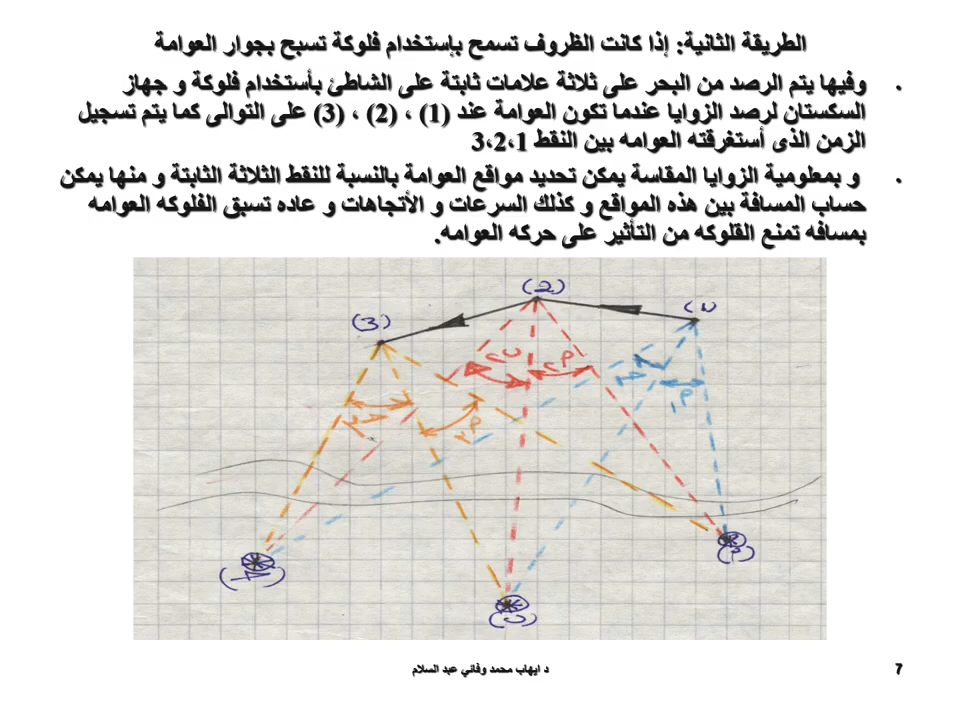 الطريقة الثانية: إذا كانت الظروف تسمح بإستخدام فلوكة تسبح بجوار العوامة
• وفيها يتم الرصد من البحر على ثلاثة علامات ثابتة على الشاطئ بأستخدام فلوكة و جهاز
السكستان لرصد الزوايا عندما تكون العوامة عند (1) ، (2) ، (3) على التوالى كما يتم تسجيل
الزمن الذى أستغرقته العوامه بين النقط 3،2،1
• و بمعلومية الزوايا المقاسة يمكن تحديد مواقع العوامة بالنسبة للنقط الثلاثة الثابتة و منها يمكن
حساب المسافة بين هذه المواقع و كذلك السرعات و الأتجاهات و عاده تسبق الفلوكه العوامه
بمسافه تمنع القلوكه من التأثير على حركه العوامه.
(2)
(1)
(3)
(أ)
(ب)
د ايهاب محمد وفائي عبد السلام
7